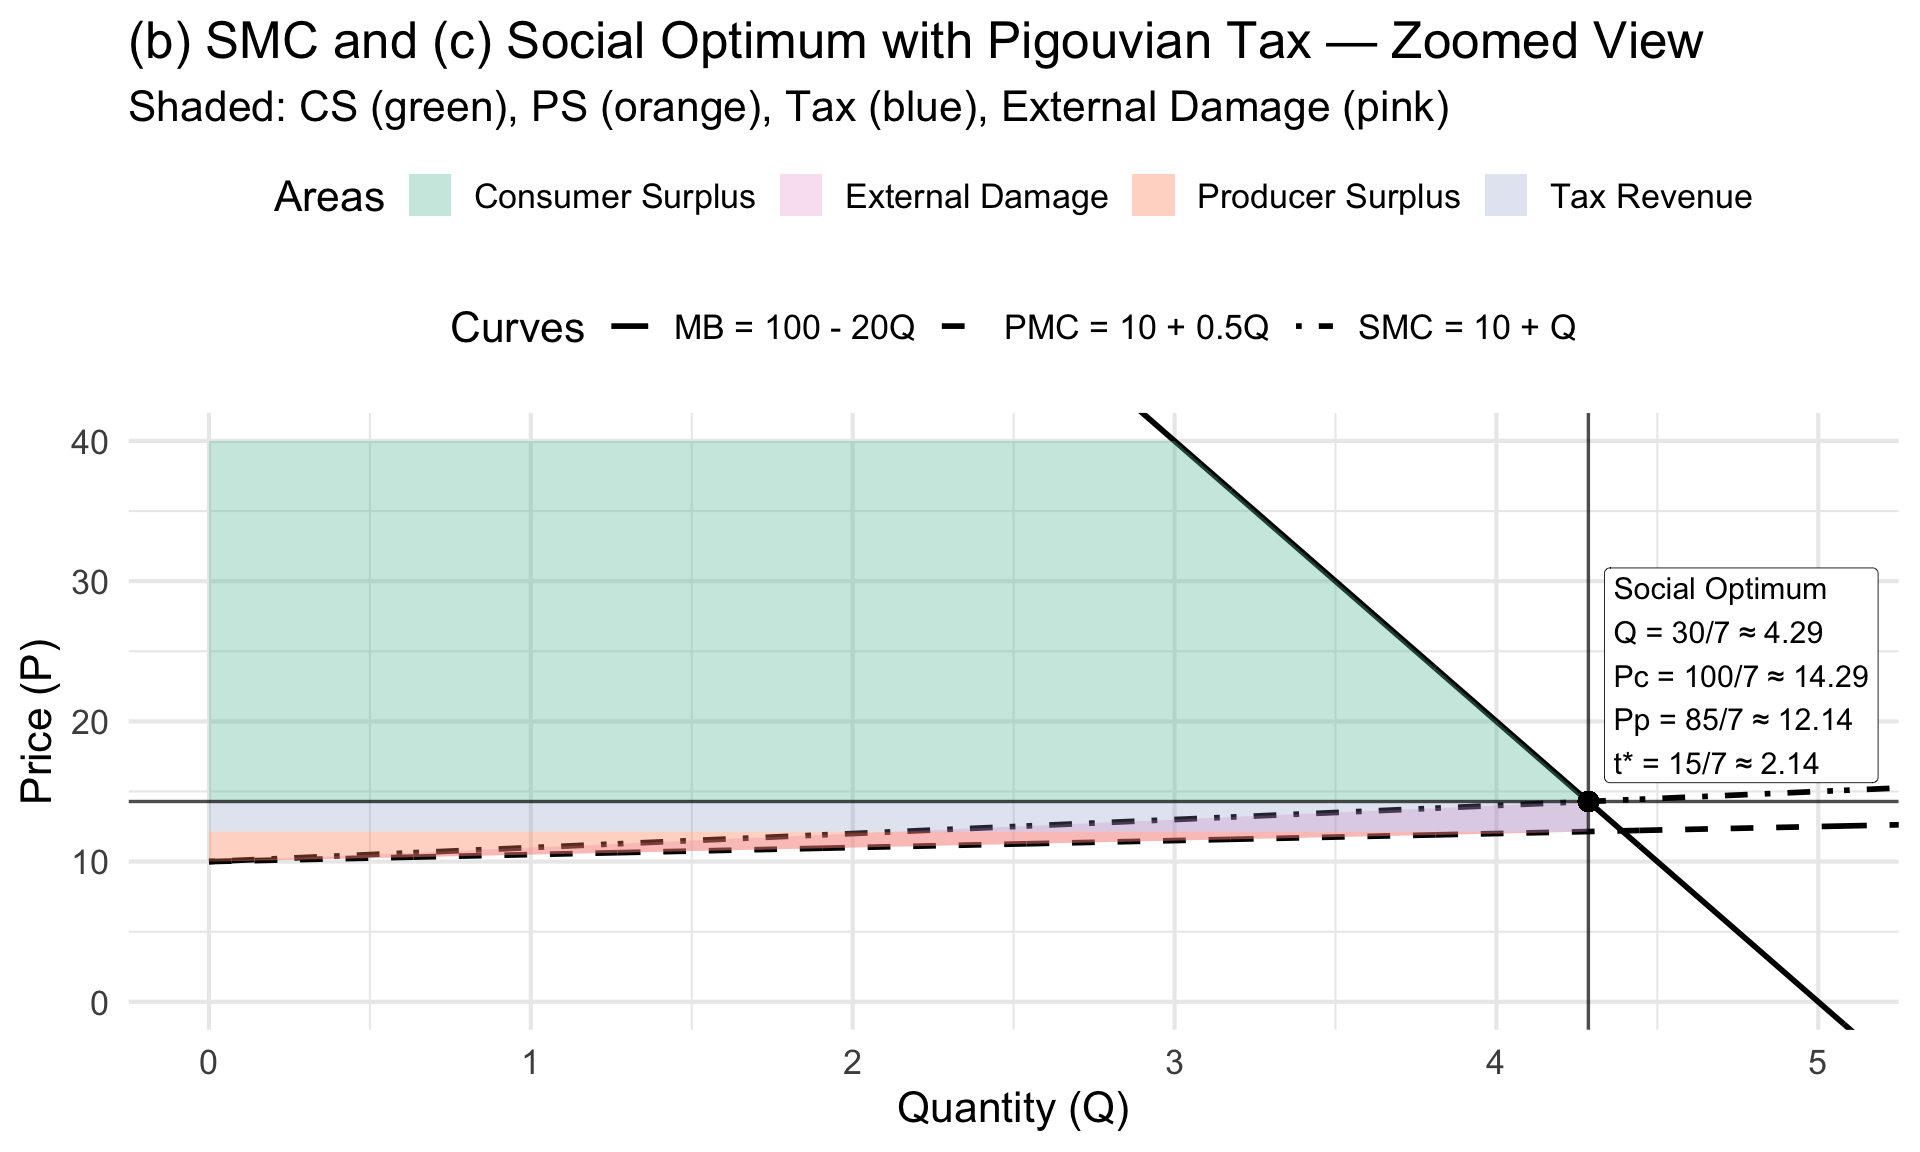 (b) SMC and (c) Social Optimum with Pigouvian Tax — Zoomed View
Shaded: CS (green), PS (orange), Tax (blue), External Damage (pink)
Areas Consumer Surplus External Damage Producer Surplus Tax Revenue
Curves MB = 100 - 20Q PMC = 10 + 0.5Q SMC = 10 + Q
Price (P)
40
30
20
10
0
Social Optimum
Q = 30/7 ≈ 4.29
Pc = 100/7 ≈ 14.29
Pp = 85/7 ≈ 12.14
t* = 15/7 ≈ 2.14
0 1 2 3 4 5
Quantity (Q)